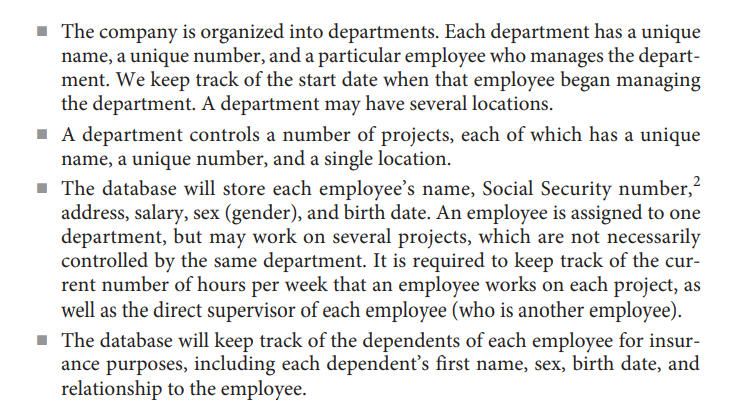 ■ The company is organized into departments. Each department has a unique
name, a unique number, and a particular employee who manages the depart-
ment. We keep track of the start date when that employee began managing
the department. A department may have several locations.
■ A department controls a number of projects, each of which has a unique
name, a unique number, and a single location.
■ The database will store each employee’s name, Social Security number,²
address, salary, sex (gender), and birth date. An employee is assigned to one
department, but may work on several projects, which are not necessarily
controlled by the same department. It is required to keep track of the cur-
rent number of hours per week that an employee works on each project, as
well as the direct supervisor of each employee (who is another employee).
■ The database will keep track of the dependents of each employee for insur-
ance purposes, including each dependent’s first name, sex, birth date, and
relationship to the employee.